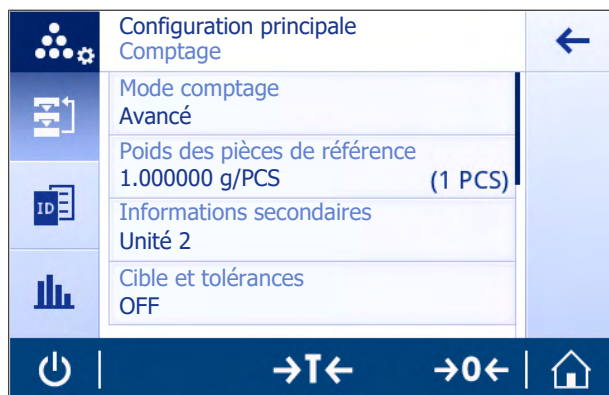 Configuration principale
Comptage
Mode comptage
Avancé
Poids des pièces de référence
1.000000 g/PCS (1 PCS)
ID
Informations secondaires
Unité 2
Cible et tolérances
OFF
→T← →0←